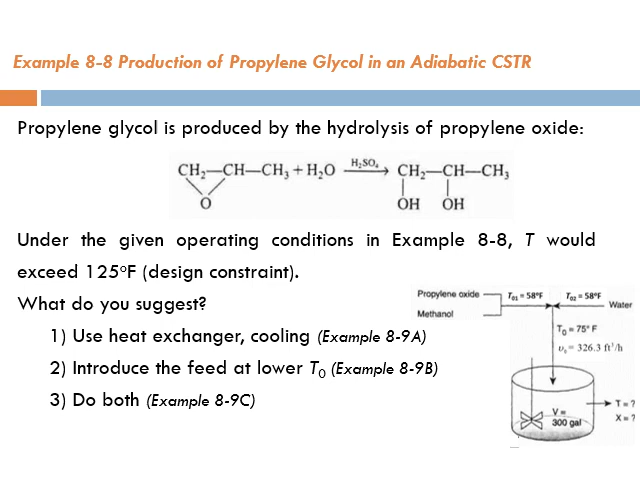 Example 8-8 Production of Propylene Glycol in an Adiabatic CSTR
Propylene glycol is produced by the hydrolysis of propylene oxide:
CH₂—CH—CH₃ + H₂O H₂SO₄ CH₂—CH—CH₃
O OH OH
Under the given operating conditions in Example 8-8, T would
exceed 125°F (design constraint).
What do you suggest?
1) Use heat exchanger, cooling (Example 8-9A)
2) Introduce the feed at lower T₀ (Example 8-9B)
3) Do both (Example 8-9C)
Propylene oxide
Methanol
T₀₁ = 58°F
T₀₂ = 58°F
Water
T₀ = 75° F
υ₀ = 326.3 ft³/h
V =
300 gal
T = ?
X = ?